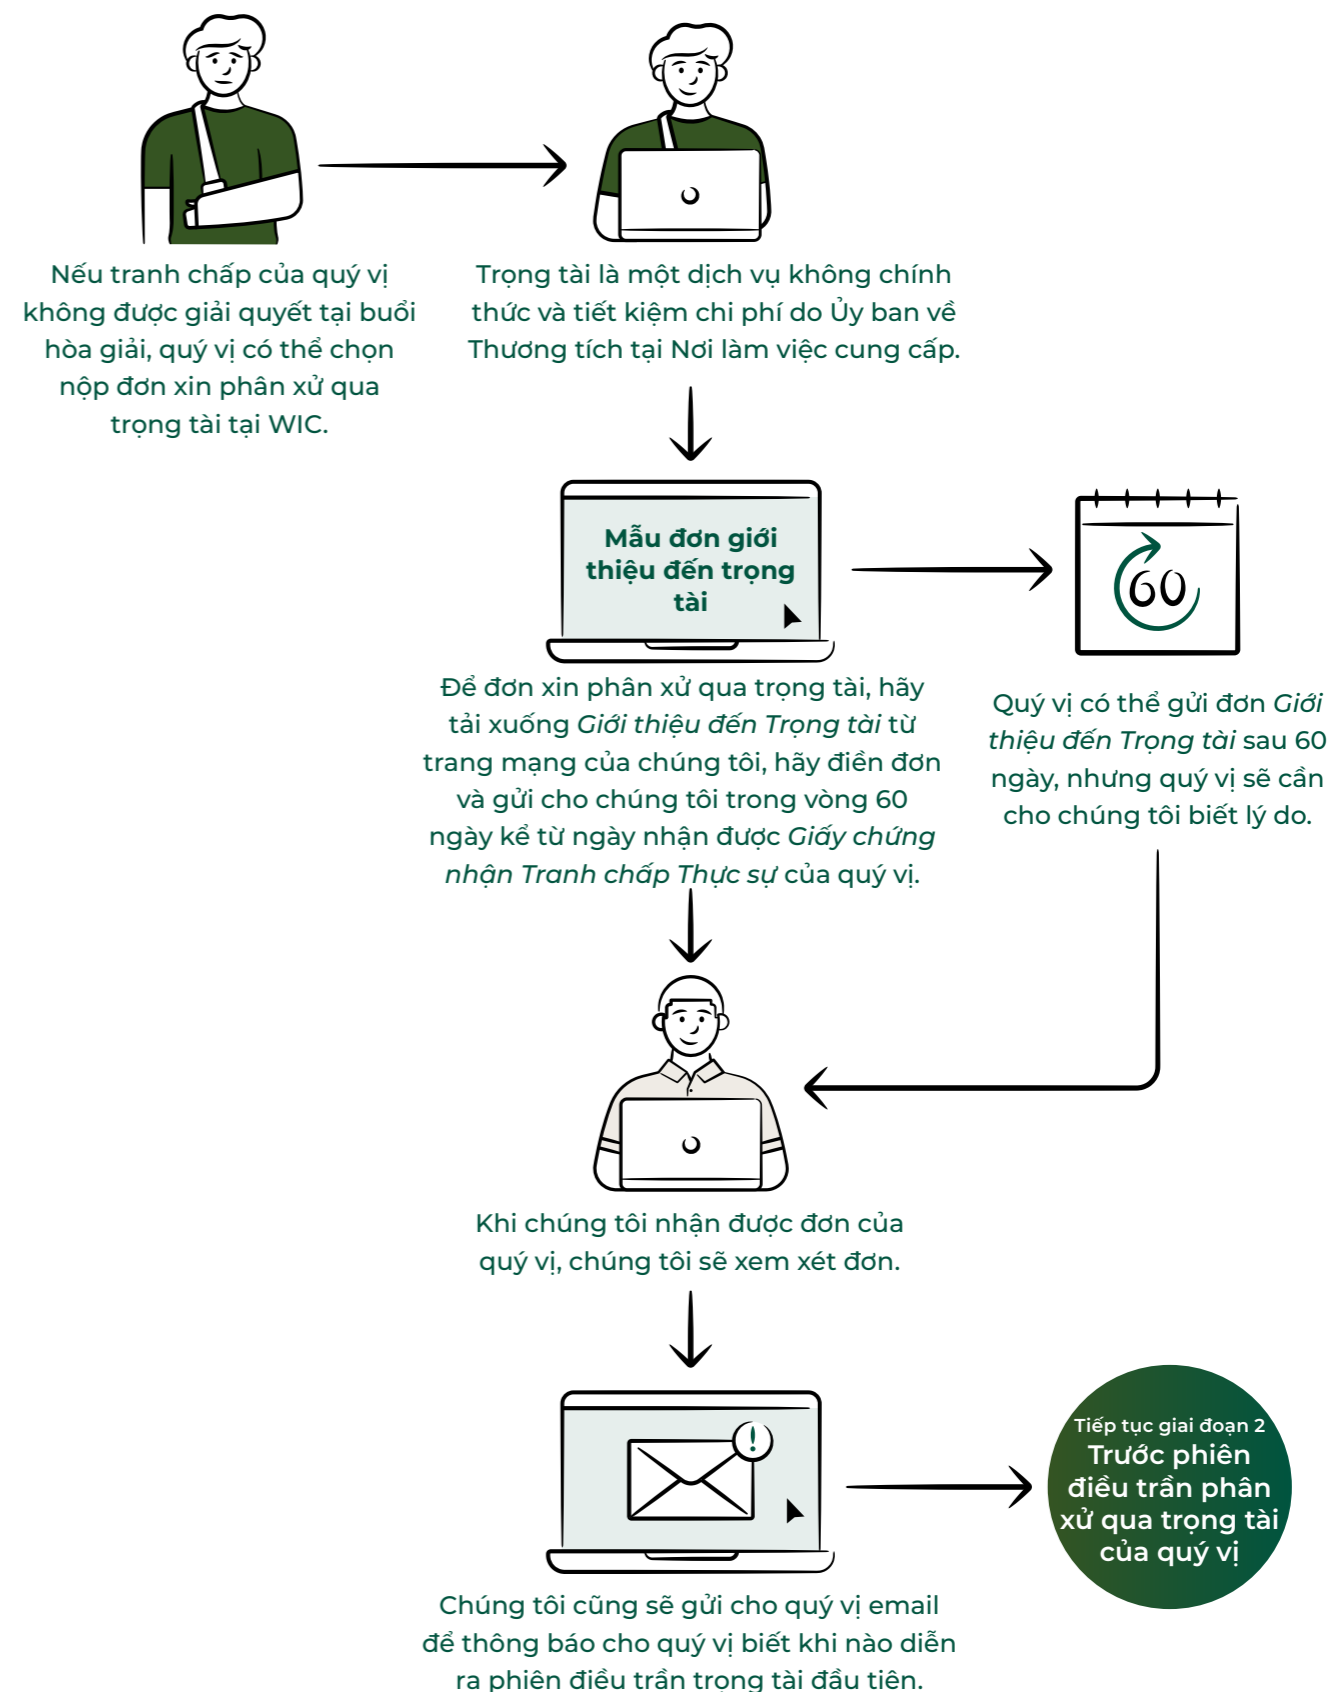 Nếu tranh chấp của quý vị
không được giải quyết tại buổi
hòa giải, quý vị có thể chọn
nộp đơn xin phân xử qua
trọng tài tại WIC.
Trọng tài là một dịch vụ không chính
thức và tiết kiệm chi phí do Ủy ban về
Thương tích tại Nơi làm việc cung cấp.
Mẫu đơn giới
thiệu đến trọng
tài
60
Để đơn xin phân xử qua trọng tài, hãy
tải xuống Giới thiệu đến Trọng tài từ
trang mạng của chúng tôi, hãy điền đơn
và gửi cho chúng tôi trong vòng 60
ngày kể từ ngày nhận được Giấy chứng
nhận Tranh chấp Thực sự của quý vị.
Quý vị có thể gửi đơn Giới
thiệu đến Trọng tài sau 60
ngày, nhưng quý vị sẽ cần
cho chúng tôi biết lý do.
Khi chúng tôi nhận được đơn của
quý vị, chúng tôi sẽ xem xét đơn.
!
Tiếp tục giai đoạn 2
Trước phiên
điều trần phân
xử qua trọng tài
của quý vị
Chúng tôi cũng sẽ gửi cho quý vị email
để thông báo cho quý vị biết khi nào diễn
ra phiên điều trần trọng tài đầu tiên.